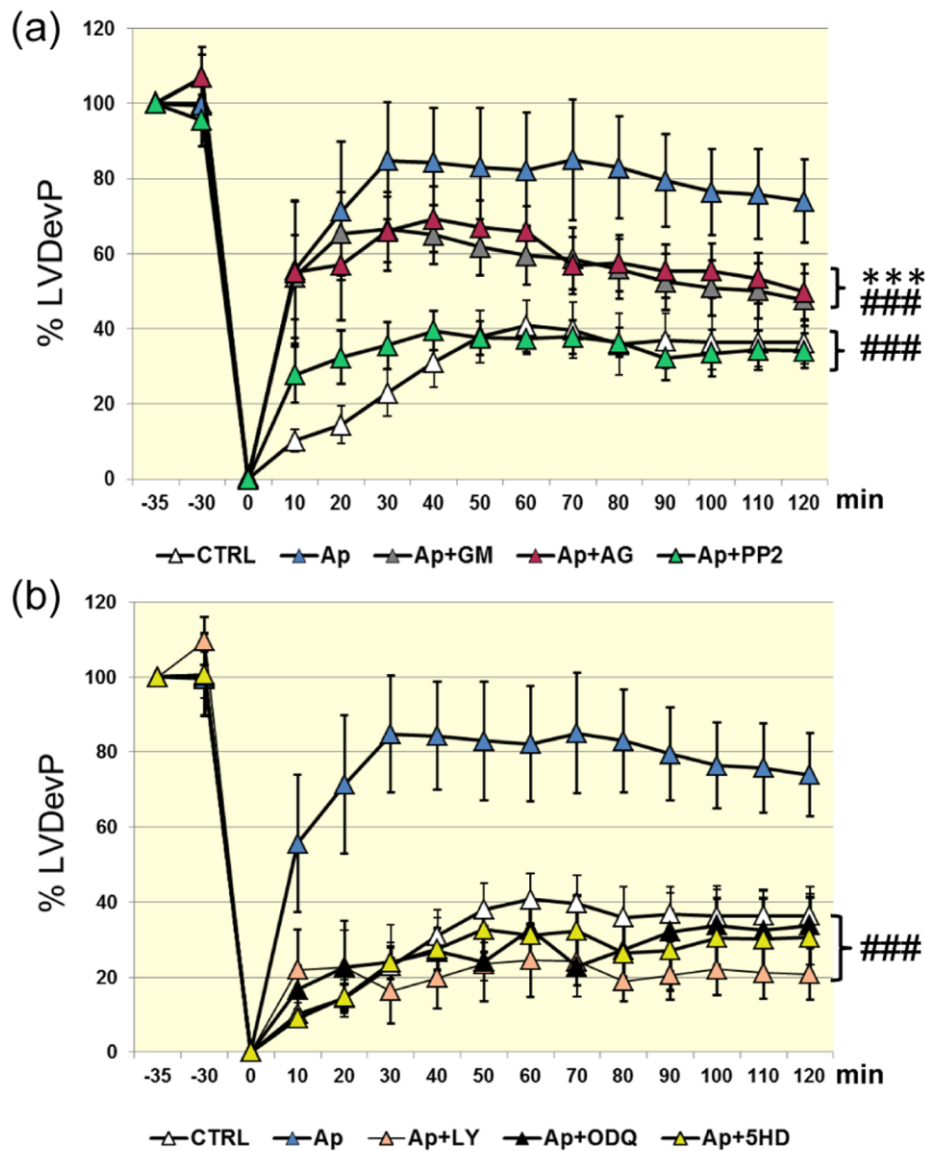 (a)
% LVDevP
120
100
80
60
40
20
0
-35 -30 0 10 20 30 40 50 60 70 80 90 100 110 120 min
***
###
###
CTRL Ap Ap+GM Ap+AG Ap+PP2
(b)
% LVDevP
120
100
80
60
40
20
0
-35 -30 0 10 20 30 40 50 60 70 80 90 100 110 120 min
###
CTRL Ap Ap+LY Ap+ODQ Ap+5HD